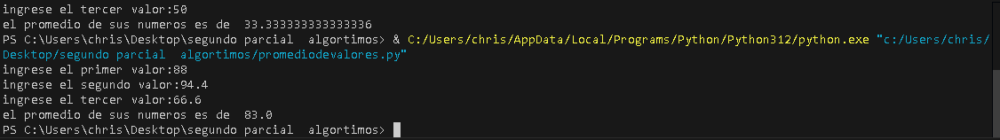 ingrese el tercer valor:50
el promedio de sus numeros es de  33.333333333333336
PS C:\Users\chris\Desktop\segundo parcial  algortimos> & C:/Users/chris/AppData/Local/Programs/Python/Python312/python.exe "c:/Users/chris/
Desktop/segundo parcial  algortimos/promediodevalores.py"
ingrese el primer valor:88
ingrese el segundo valor:94.4
ingrese el tercer valor:66.6
el promedio de sus numeros es de  83.0
PS C:\Users\chris\Desktop\segundo parcial  algortimos>